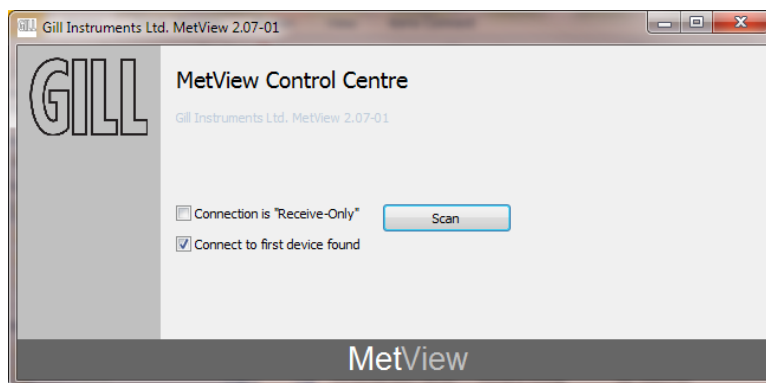 Gill Instruments Ltd. MetView 2.07-01
GILL
MetView Control Centre
Gill Instruments Ltd. MetView 2.07-01
Connection is "Receive-Only"
Scan
Connect to first device found
MetView